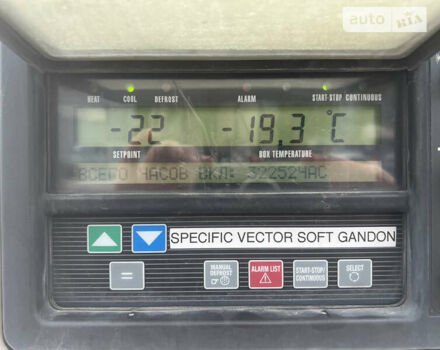 auto RIA
HEAT COOL DEFROST ALARM START-STOP CONTINUOUS
-22 -19,3 °C
SETPOINT BOX TEMPERATURE
ВСЕГО ЧАСОВ ВКЛ: 32252ЧАС
SPECIFIC VECTOR SOFT GANDON
MANUAL DEFROST ALARM LIST START-STOP/ CONTINUOUS SELECT